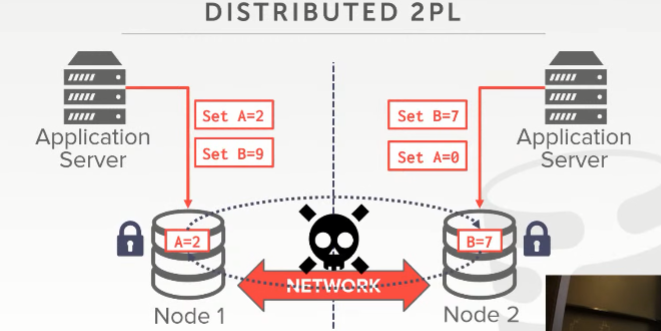 DISTRIBUTED 2PL
Application
Server
Set A=2
Set B=9
Set B=7
Set A=0
Application
Server
A=2
B=7
NETWORK
Node 1
Node 2